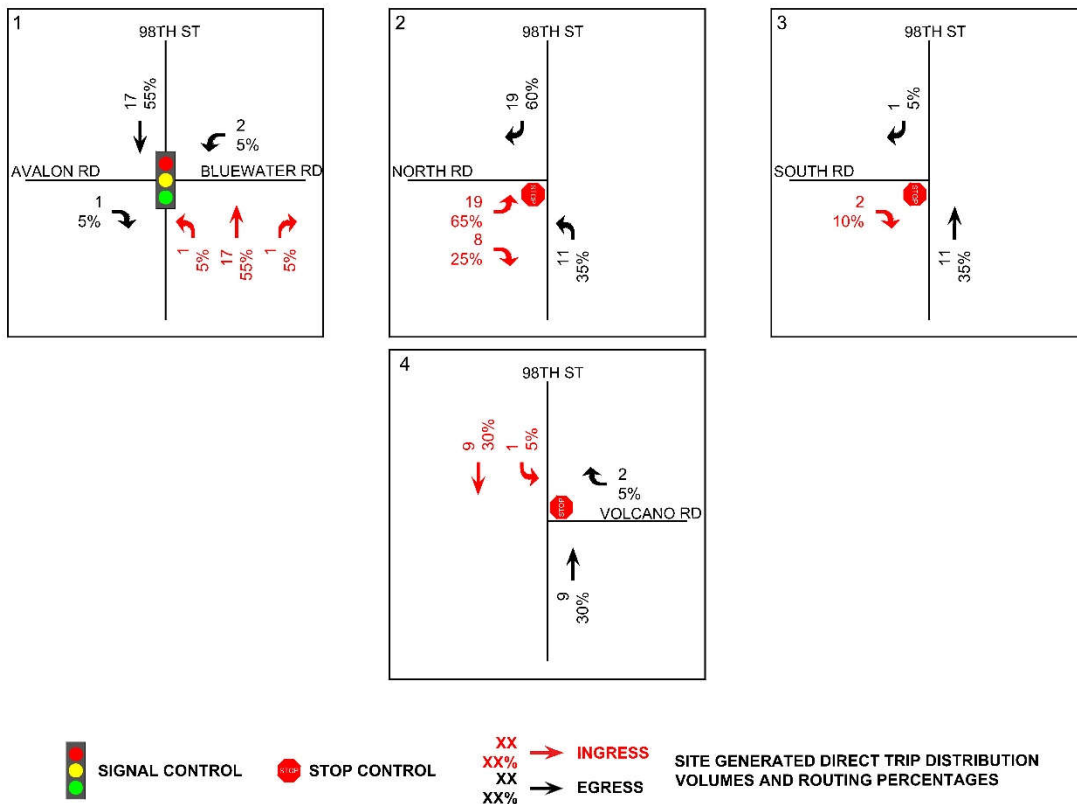 1
98TH ST
17
55%
2
5%
AVALON RD
BLUEWATER RD
1
5%
1
5%
17
55%
1
5%
2
98TH ST
19
60%
NORTH RD
STOP
19
65%
8
25%
11
35%
3
98TH ST
1
5%
SOUTH RD
STOP
2
10%
11
35%
4
98TH ST
9
30%
1
5%
2
5%
STOP
VOLCANO RD
9
30%
SIGNAL CONTROL
STOP
STOP CONTROL
XX
XX%
INGRESS
XX
XX%
EGRESS
SITE GENERATED DIRECT TRIP DISTRIBUTION
VOLUMES AND ROUTING PERCENTAGES